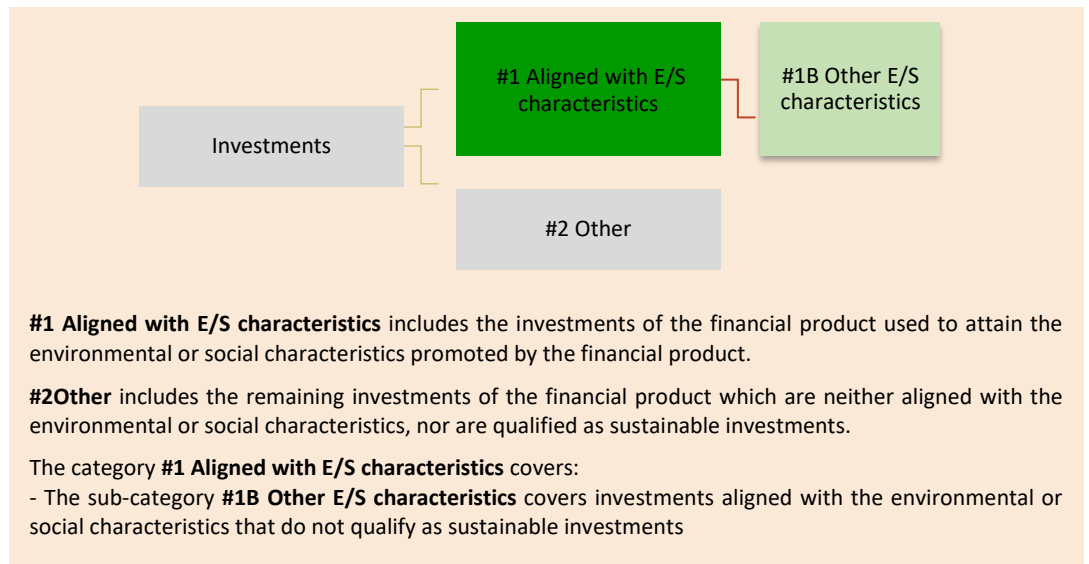 #1 Aligned with E/S
characteristics
#1B Other E/S
characteristics
Investments
#2 Other
#1 Aligned with E/S characteristics includes the investments of the financial product used to attain the
environmental or social characteristics promoted by the financial product.
#2Other includes the remaining investments of the financial product which are neither aligned with the
environmental or social characteristics, nor are qualified as sustainable investments.
The category #1 Aligned with E/S characteristics covers:
- The sub-category #1B Other E/S characteristics covers investments aligned with the environmental or
social characteristics that do not qualify as sustainable investments